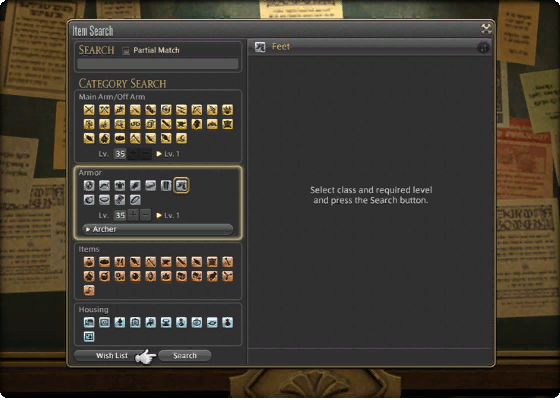 Item Search
SEARCH Partial Match
CATEGORY SEARCH
Main Arm/Off Arm
Lv. 35 + − Lv. 1
Armor
Lv. 35 + − Lv. 1
Archer
Items
Housing
Wish List
Search
Feet
Select class and required level
and press the Search button.